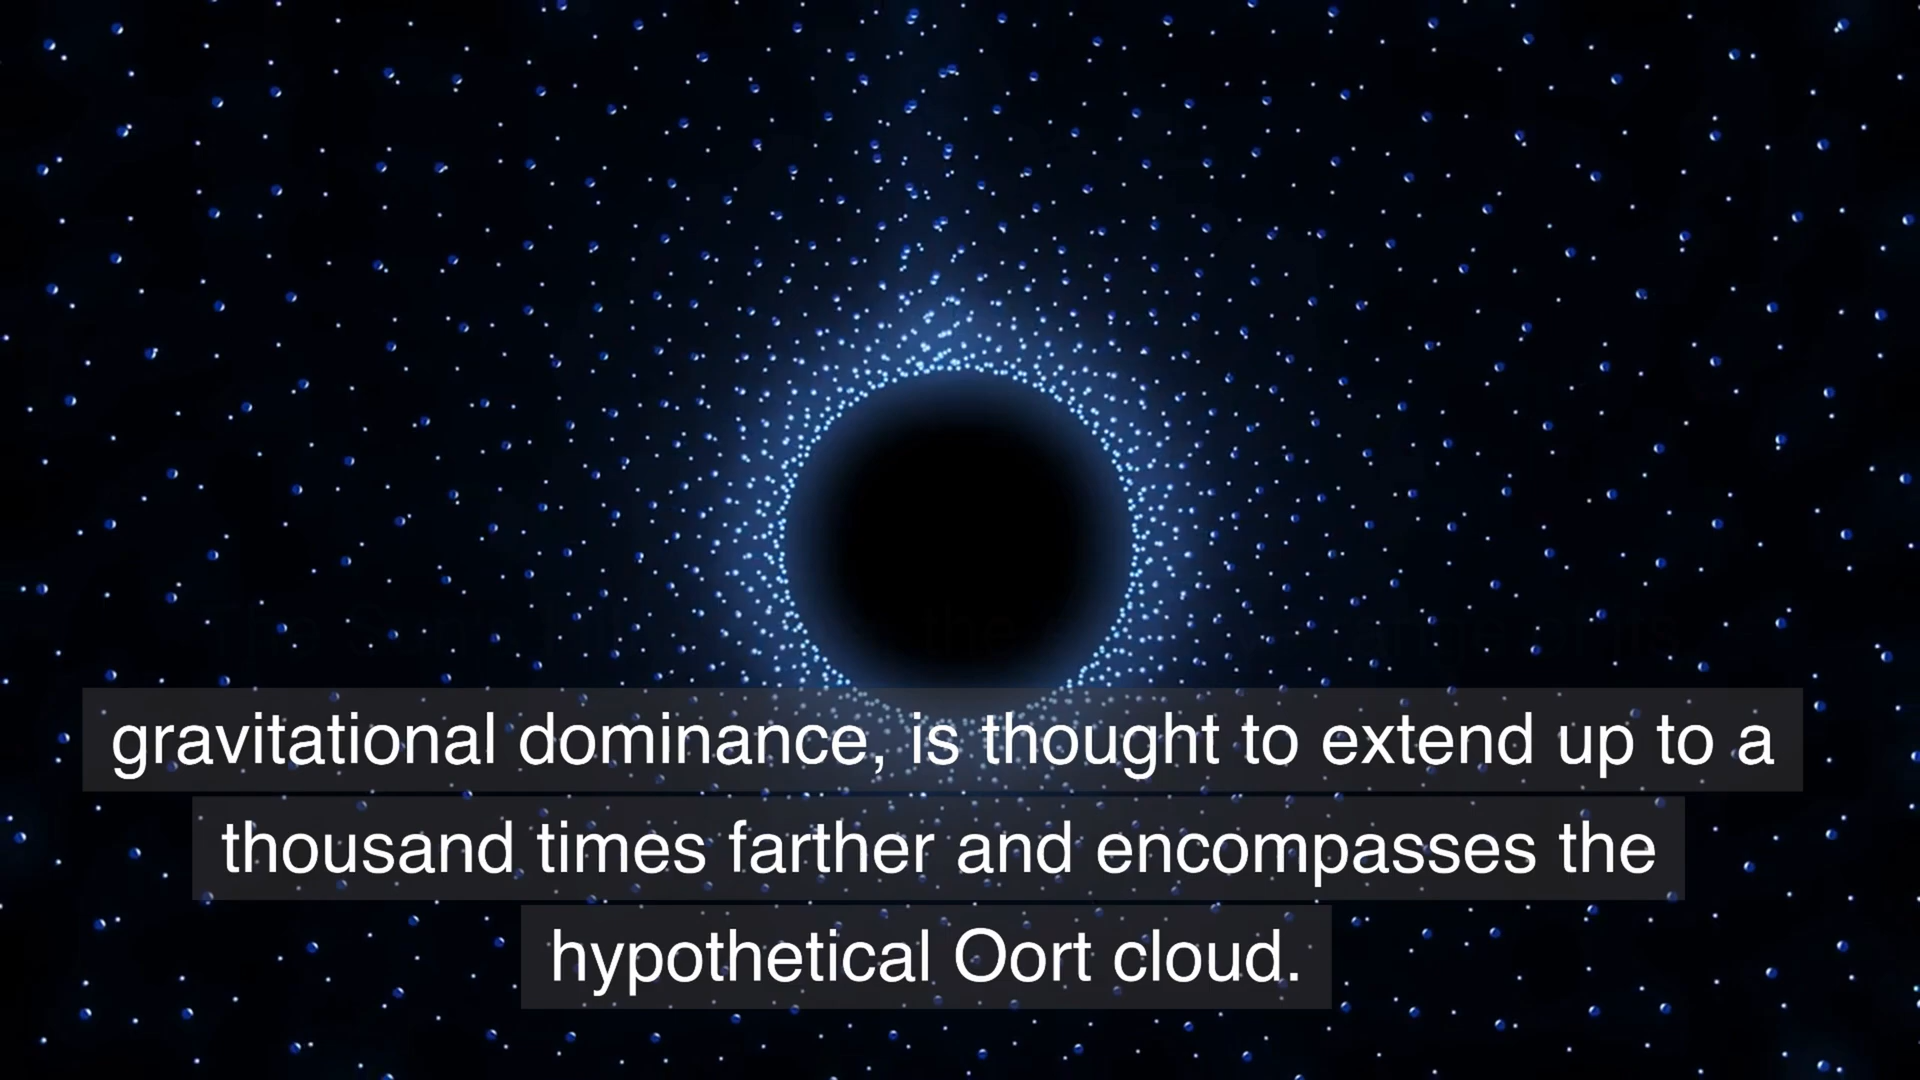 gravitational dominance, is thought to extend up to a
thousand times farther and encompasses the
hypothetical Oort cloud.